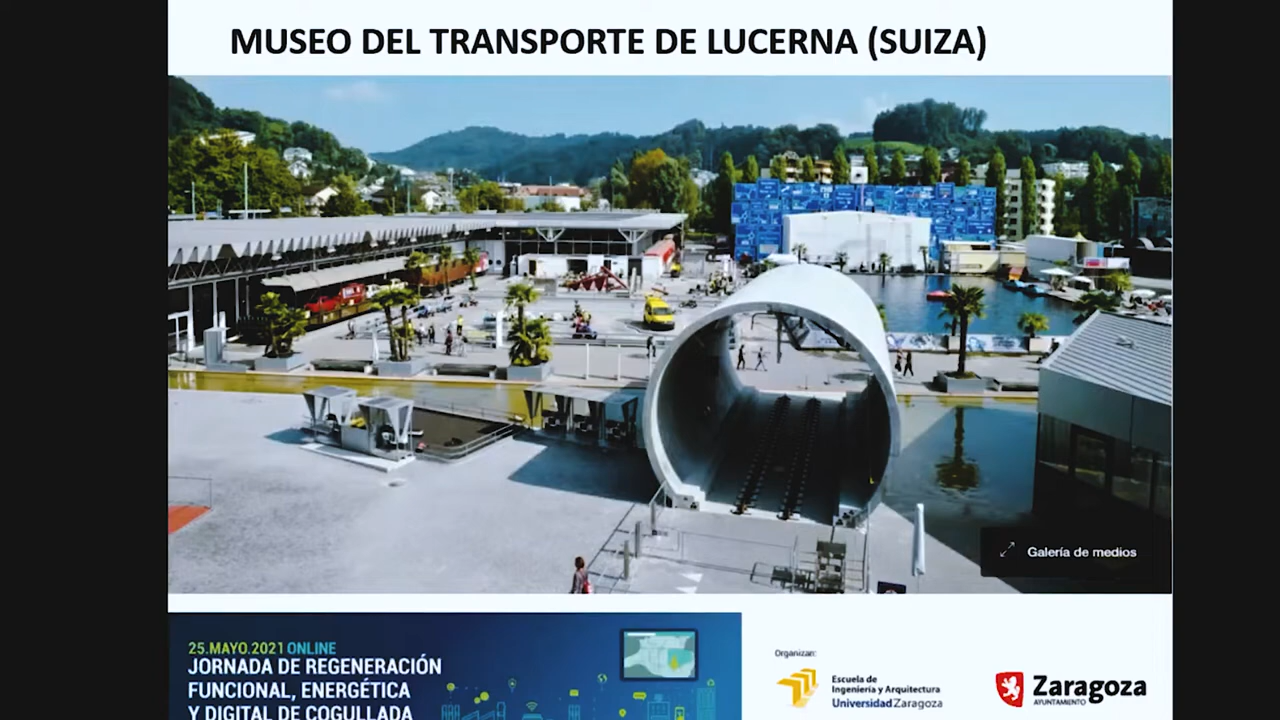 MUSEO DEL TRANSPORTE DE LUCERNA (SUIZA)
Galería de medios
25.MAYO.2021 ONLINE
JORNADA DE REGENERACIÓN
FUNCIONAL, ENERGÉTICA
Y DIGITAL DE COGULLADA
Organizan:
Escuela de
Ingeniería y Arquitectura
Universidad Zaragoza
Zaragoza
AYUNTAMIENTO